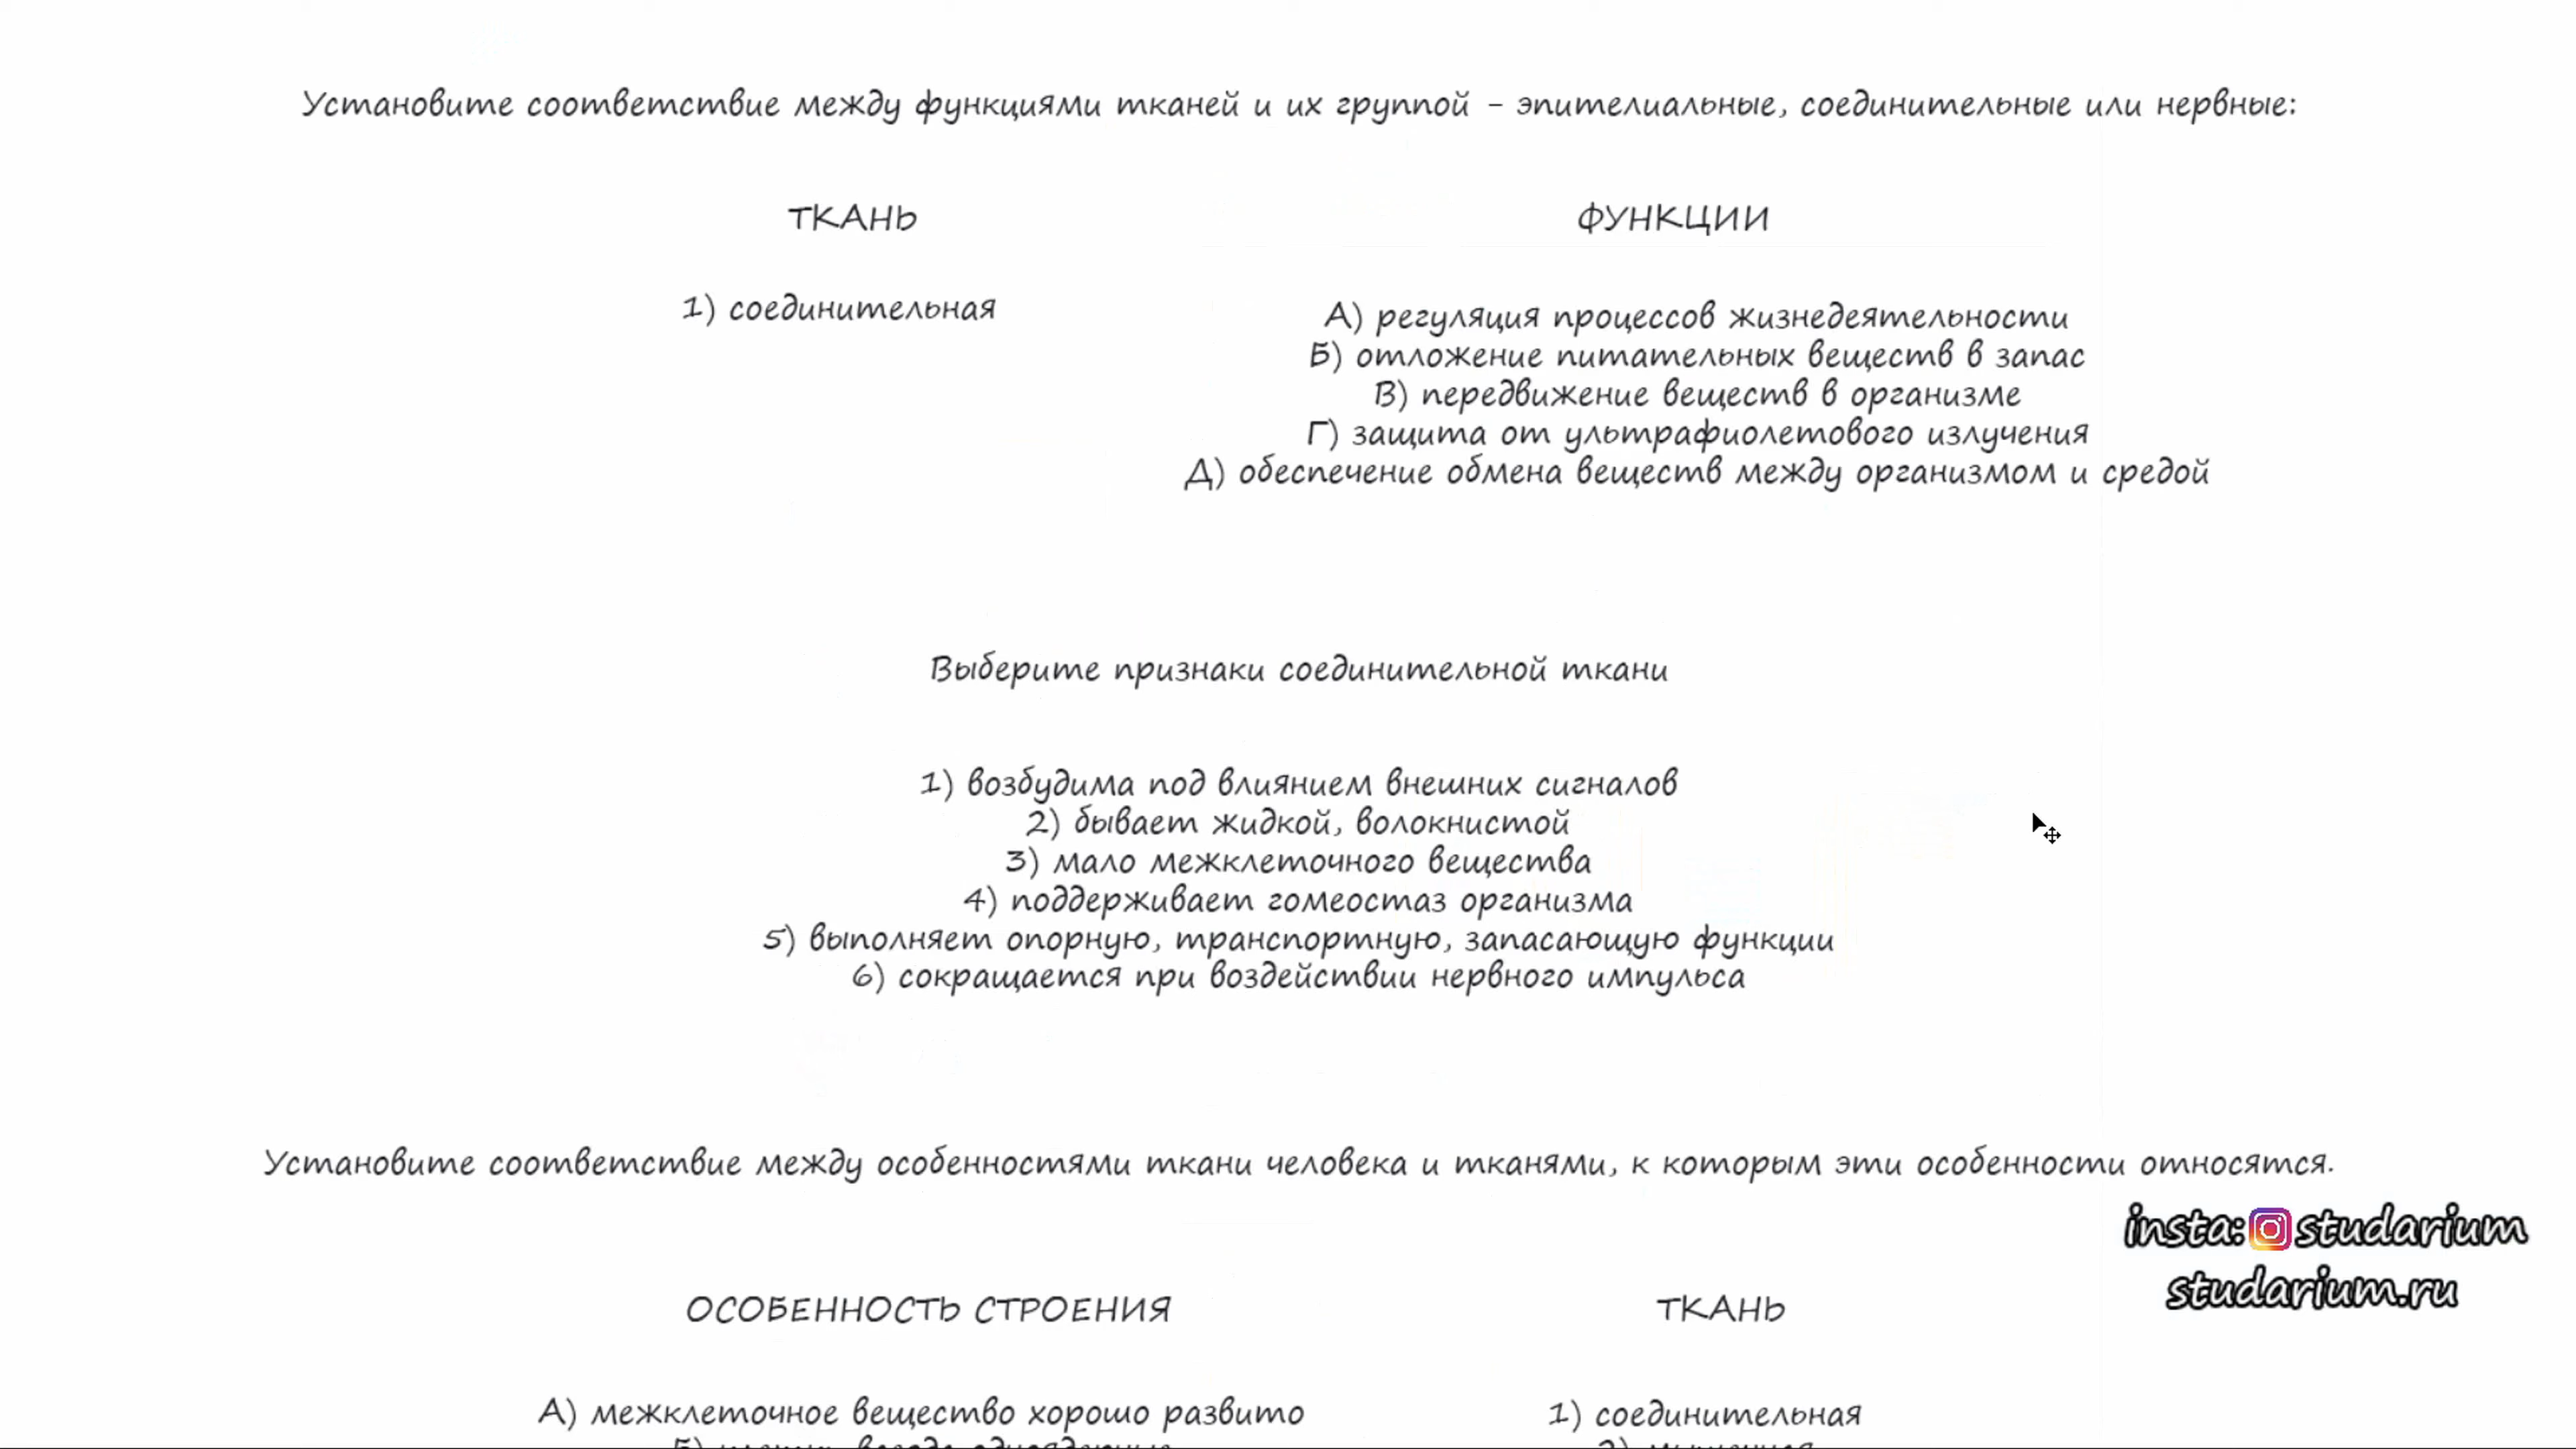 Установите соответствие между функциями тканей и их группой - эпителиальные, соединительные или нервные:
ТКАНЬ
ФУНКЦИИ
1) соединительная
А) регуляция процессов жизнедеятельности
Б) отложение питательных веществ в запас
В) передвижение веществ в организме
Г) защита от ультрафиолетового излучения
Д) обеспечение обмена веществ между организмом и средой
Выберите признаки соединительной ткани
1) возбудима под влиянием внешних сигналов
2) бывает жидкой, волокнистой
3) мало межклеточного вещества
4) поддерживает гомеостаз организма
5) выполняет опорную, транспортную, запасающую функции
6) сокращается при воздействии нервного импульса
Установите соответствие между особенностями ткани человека и тканями, к которым эти особенности относятся.
insta: studarium
studarium.ru
ОСОБЕННОСТЬ СТРОЕНИЯ
ТКАНЬ
А) межклеточное вещество хорошо развито
1) соединительная